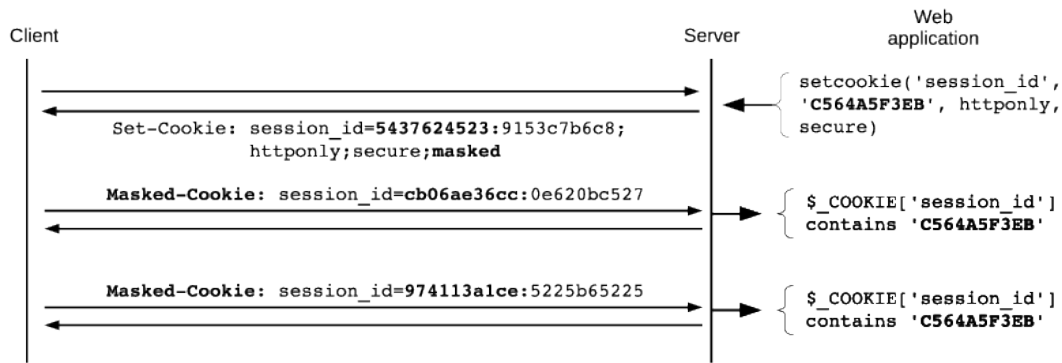 Client
Server
Web
application
setcookie('session_id',
'C564A5F3EB', httponly,
secure)
Set-Cookie: session_id=5437624523:9153c7b6c8;
httponly;secure;masked
Masked-Cookie: session_id=cb06ae36cc:0e620bc527
$_COOKIE['session_id']
contains 'C564A5F3EB'
Masked-Cookie: session_id=974113a1ce:5225b65225
$_COOKIE['session_id']
contains 'C564A5F3EB'